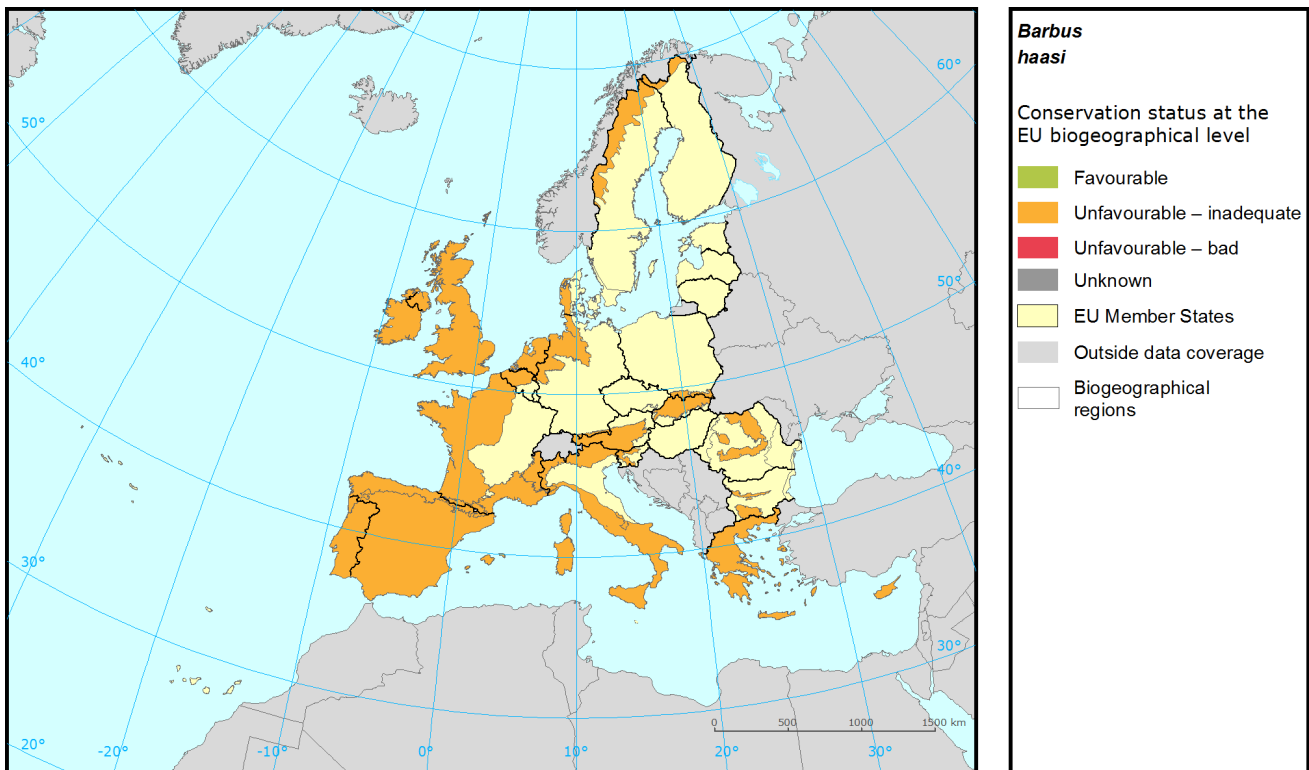 60°
50°
50°
40°
40°
30°
30°
20°
-20°
-10°
0°
10°
20°
30°
0 500 1000 1500 km
Barbus
haasi
Conservation status at the
EU biogeographical level
Favourable
Unfavourable – inadequate
Unfavourable – bad
Unknown
EU Member States
Outside data coverage
Biogeographical
regions